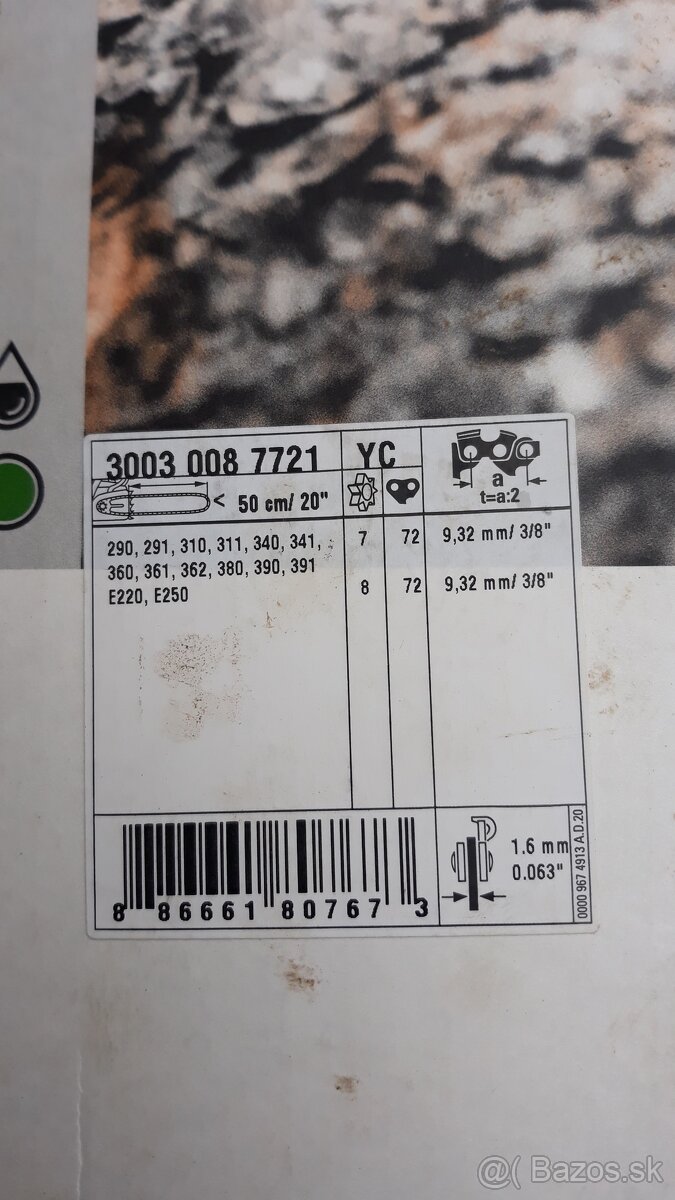 3003 008 7721 YC
< 50 cm/ 20"
a
t=a:2
290, 291, 310, 311, 340, 341, 7 72 9,32 mm/ 3/8"
360, 361, 362, 380, 390, 391
E220, E250 8 72 9,32 mm/ 3/8"
1.6 mm
0.063"
0000 967 4913 A.D.20
8 86661 80767 3
@( Bazos.sk